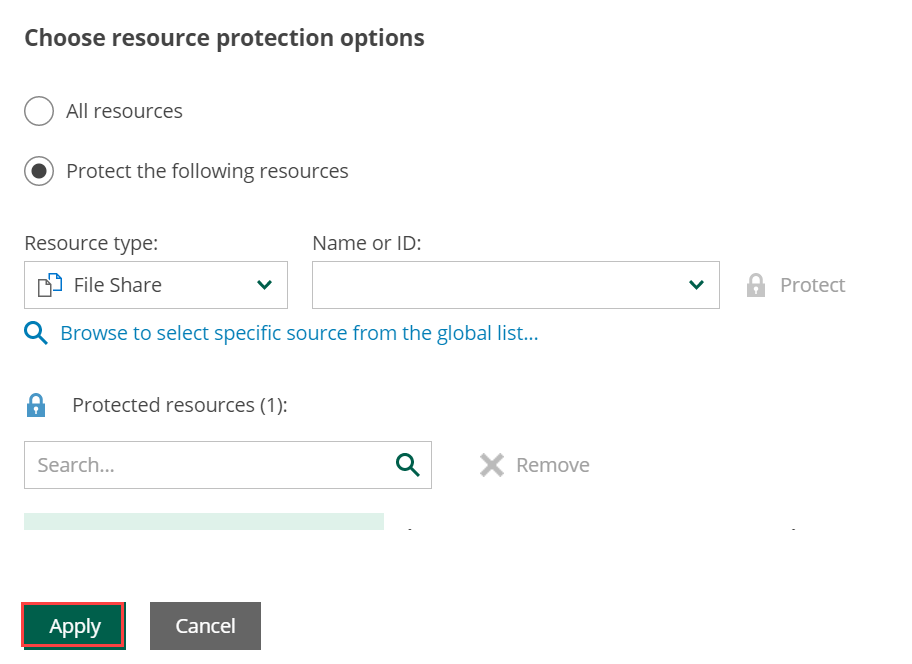 Choose resource protection options
All resources
Protect the following resources
Resource type: Name or ID:
File Share Protect
Browse to select specific source from the global list...
Protected resources (1):
Search... Remove
Apply Cancel